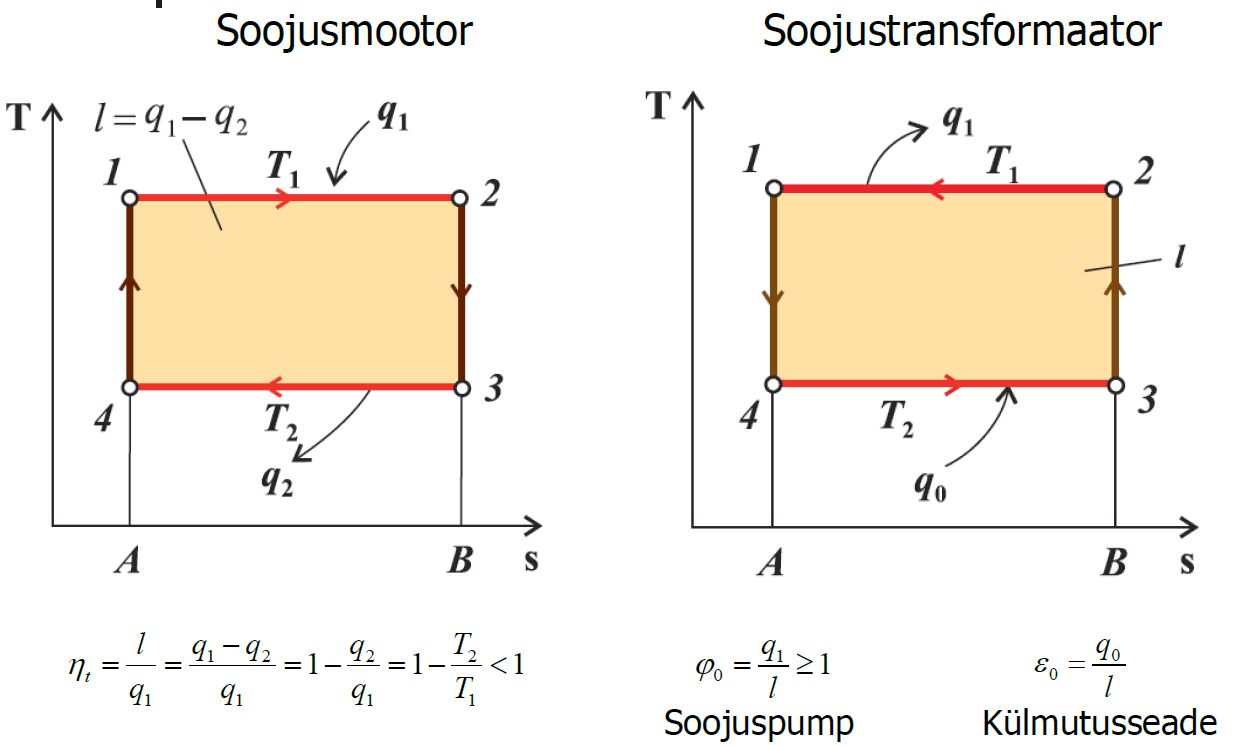 Soojusmootor
T
l = q₁ − q₂
q₁
1
T₁
2
4
T₂
3
q₂
A
B
s
ηₜ = l/q₁ = (q₁ − q₂)/q₁ = 1 − q₂/q₁ = 1 − T₂/T₁ < 1
Soojustransformaator
T
q₁
1
T₁
2
l
4
T₂
3
q₀
A
B
s
φ₀ = q₁/l ≥ 1
Soojuspump
ε₀ = q₀/l
Külmutusseade